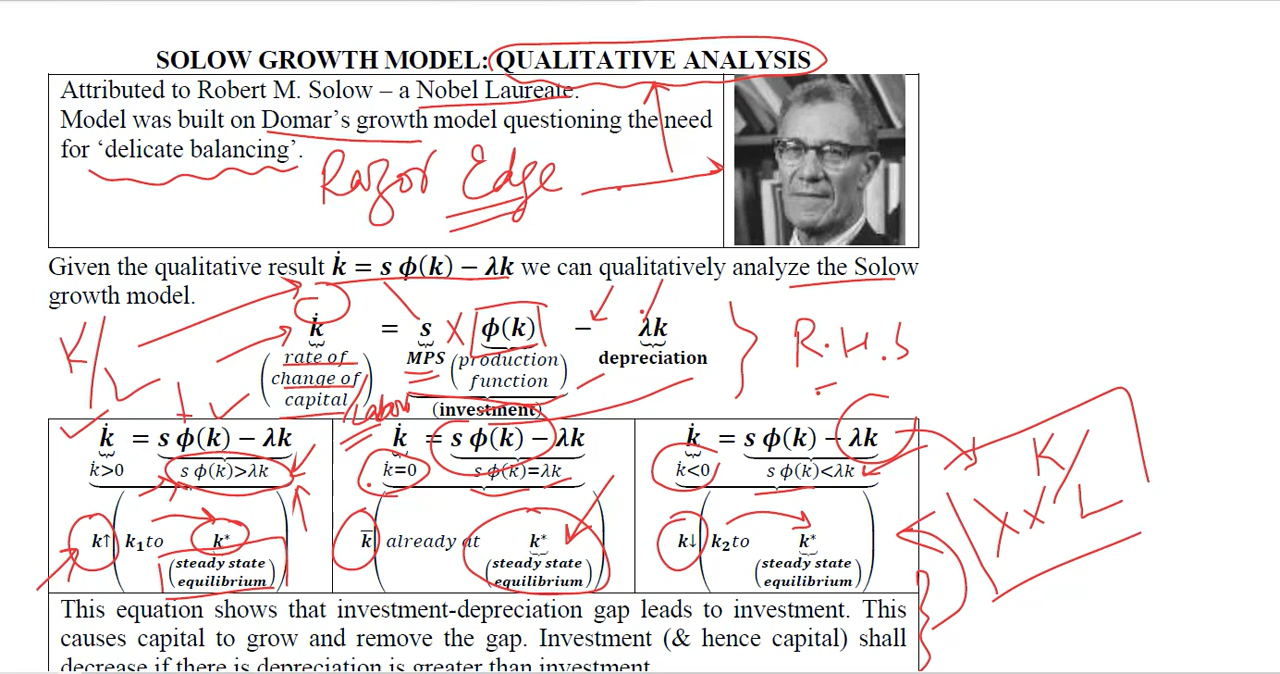 SOLOW GROWTH MODEL: QUALITATIVE ANALYSIS
Attributed to Robert M. Solow – a Nobel Laureate.
Model was built on Domar’s growth model questioning the need
for ‘delicate balancing’.
Razor Edge
Given the qualitative result k̇ = s ϕ(k) − λk we can qualitatively analyze the Solow
growth model.
k̇ = s X ϕ(k) − λk
R.H.S
K/L
(rate of change of capital) MPS (production function) depreciation
/Labor
(investment)
k̇ = s ϕ(k) − λk k̇ = s ϕ(k) − λk k̇ = s ϕ(k) − λk
k̇>0 s ϕ(k)>λk k̇=0 s ϕ(k)=λk k̇<0 s ϕ(k)<λk
K/L
k↑ (k₁ to k* k̅ (already at k* k↓ (k₂ to k*
(steady state equilibrium) (steady state equilibrium) (steady state equilibrium)
This equation shows that investment-depreciation gap leads to investment. This
causes capital to grow and remove the gap. Investment (& hence capital) shall
decrease if there is depreciation is greater than investment.